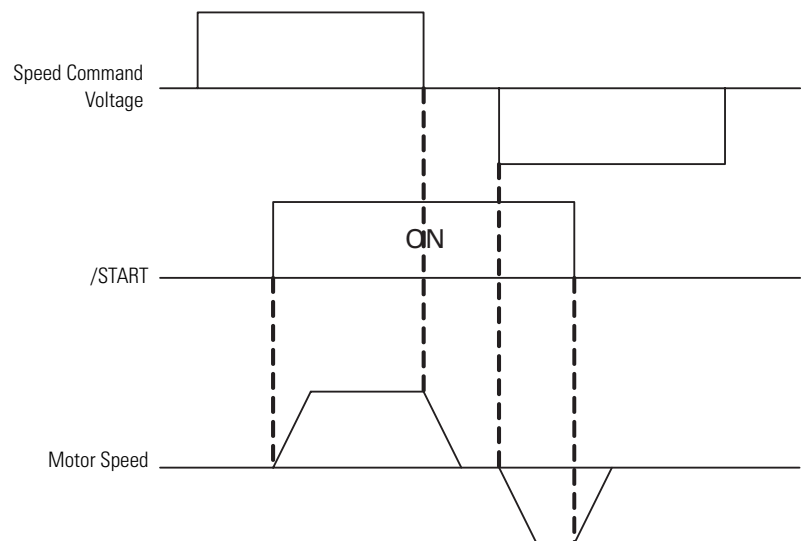 Speed Command
Voltage
ON
/START
Motor Speed